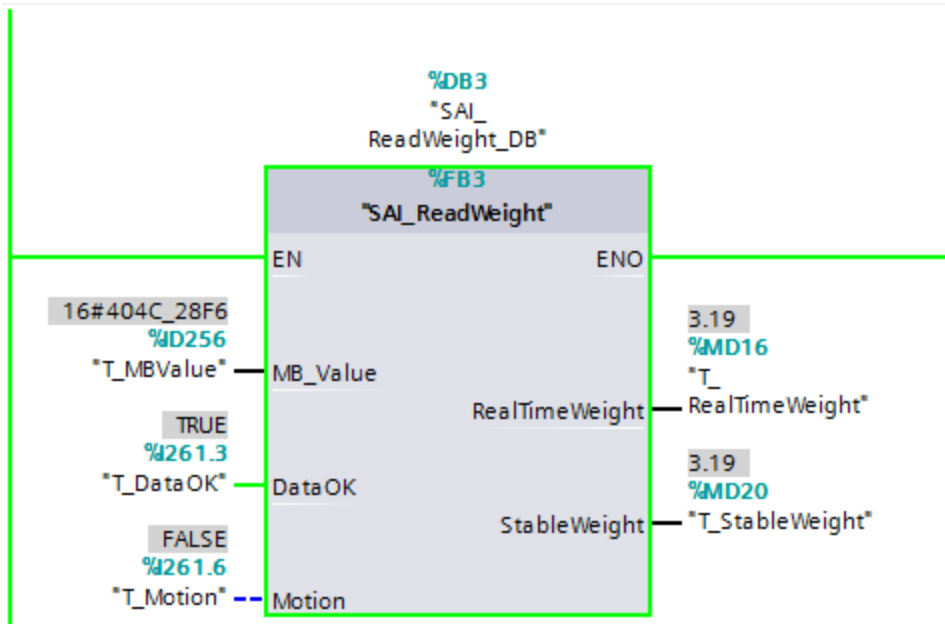 %DB3
"SAI_
ReadWeight_DB"
%FB3
"SAI_ReadWeight"
EN
ENO
16#404C_28F6
%ID256
"T_MBValue"
MB_Value
3.19
%MD16
"T_
RealTimeWeight"
RealTimeWeight
TRUE
%I261.3
"T_DataOK"
DataOK
3.19
%MD20
"T_StableWeight"
StableWeight
FALSE
%I261.6
"T_Motion"
Motion